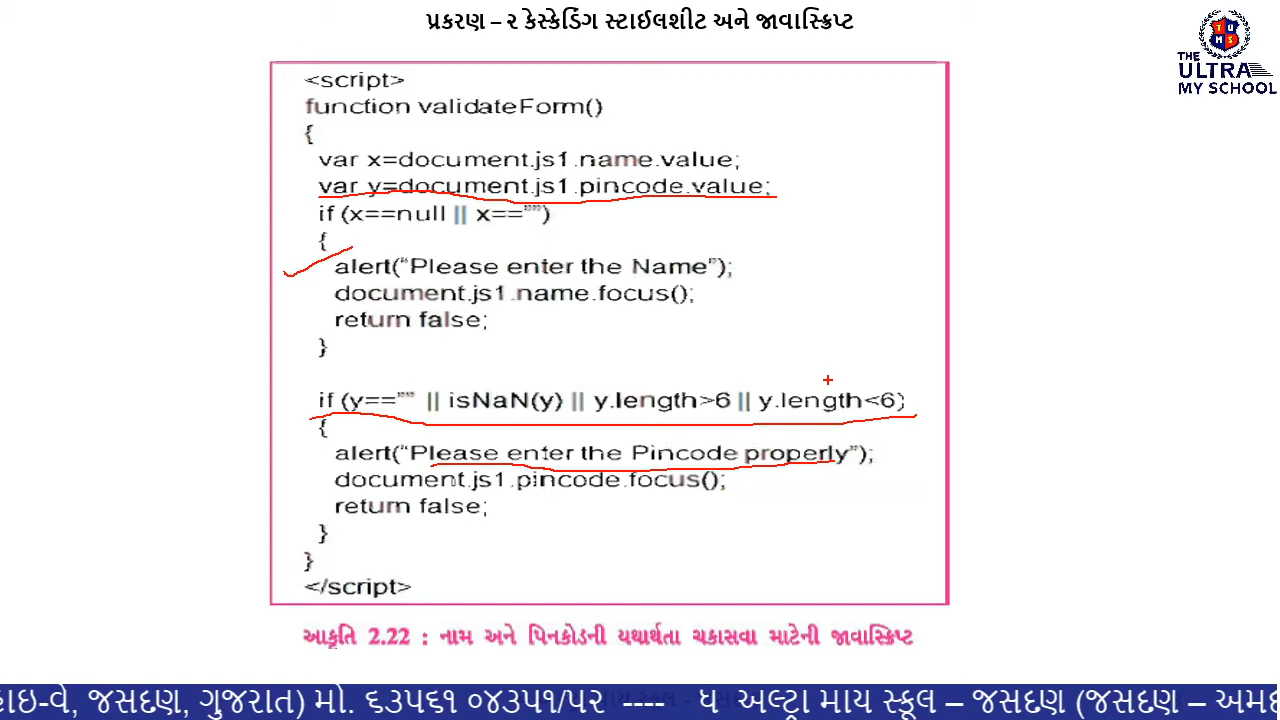 પ્રકરણ – ૨ કેસ્કેડિંગ સ્ટાઈલશીટ અને જાવાસ્ક્રિપ્ટ
TUMS
THE
ULTRA
MY SCHOOL
<script>
function validateForm()
{
var x=document.js1.name.value;
var y=document.js1.pincode.value;
if (x==null || x=="")
{
alert(“Please enter the Name”);
document.js1.name.focus();
return false;
}
if (y=="" || isNaN(y) || y.length>6 || y.length<6)
{
alert(“Please enter the Pincode properly”);
document.js1.pincode.focus();
return false;
}
}
</script>
આકૃતિ 2.22 : નામ અને પિનકોડની યથાર્થતા ચકાસવા માટેની જાવાસ્ક્રિપ્ટ
હાઇ-વે, જસદણ, ગુજરાત) મો. ૬૩૫૬૧ ૦૪૩૫૧/૫૨ ---- ધ અલ્ટ્રા માય સ્કૂલ – જસદણ (જસદણ –